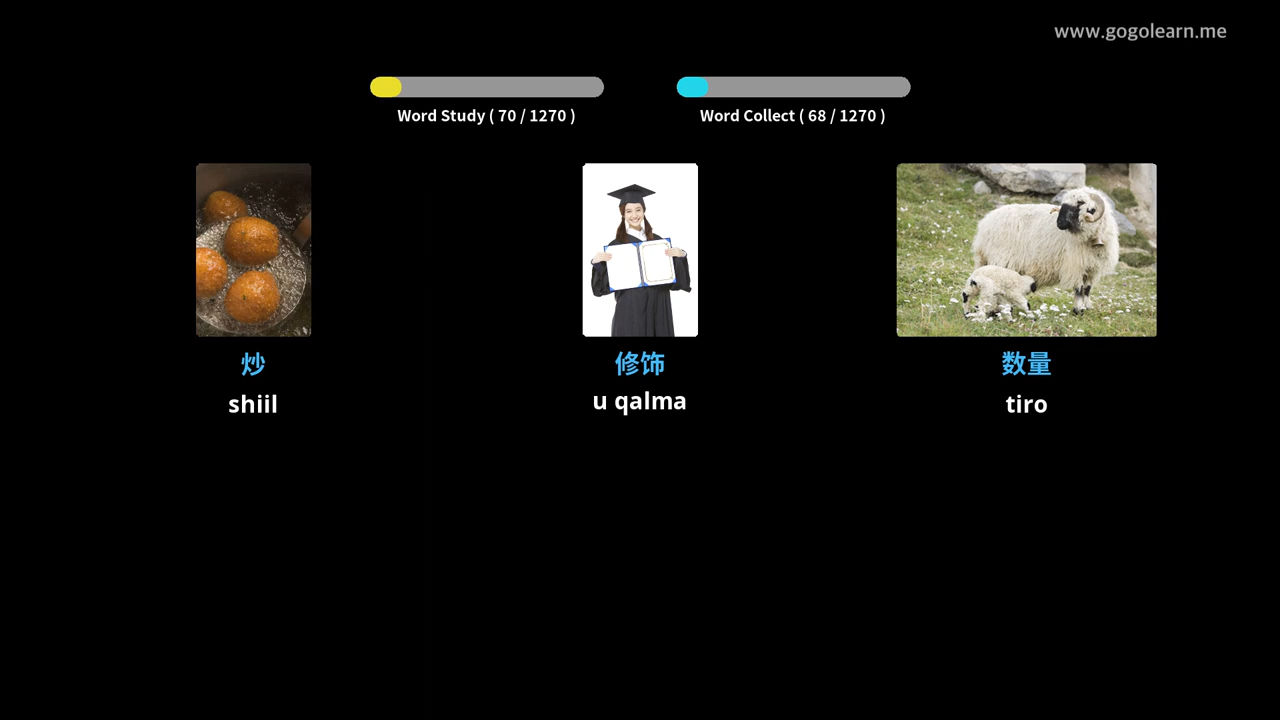 www.gogolearn.me
Word Study ( 70 / 1270 )
Word Collect ( 68 / 1270 )
炒
修饰
数量
shiil
u qalma
tiro